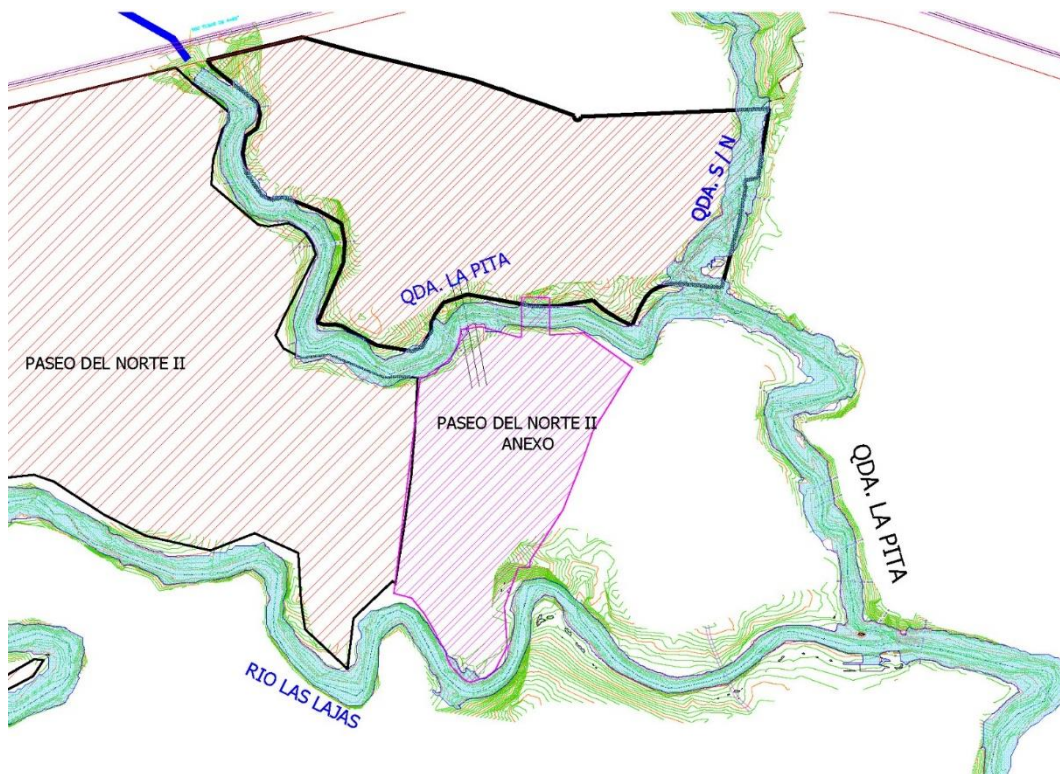 QDA. S / N
QDA. LA PITA
PASEO DEL NORTE II
PASEO DEL NORTE II
ANEXO
QDA. LA PITA
RIO LAS LAJAS